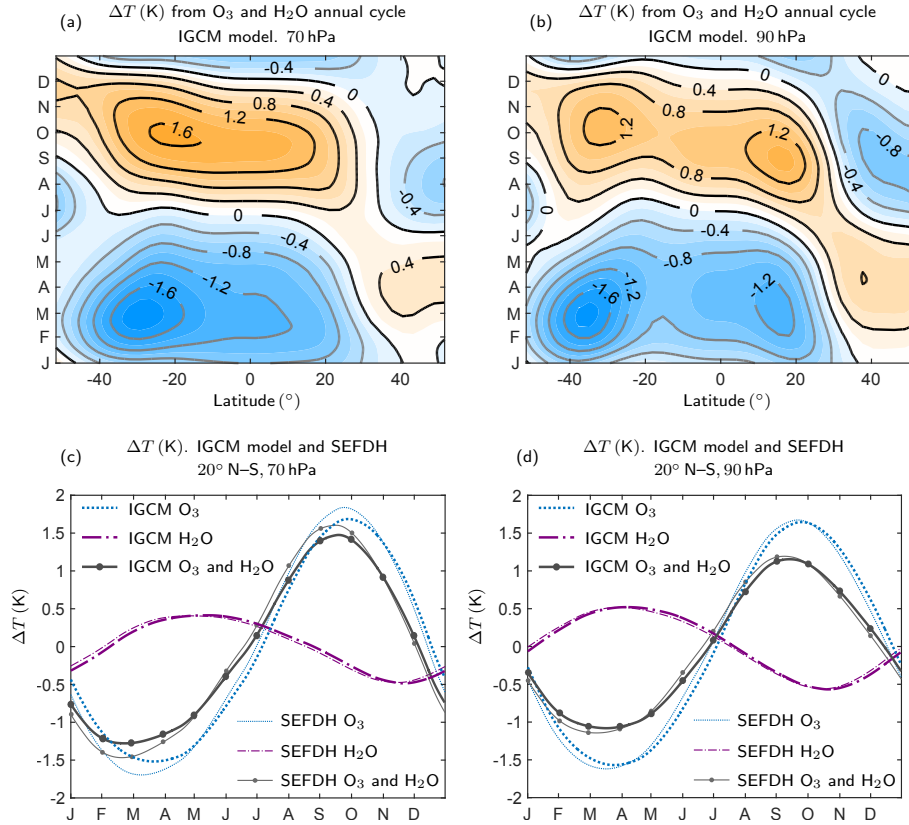 (a)
ΔT (K) from O₃ and H₂O annual cycle
IGCM model. 70 hPa
D
N
O
S
A
J
J
M
A
M
F
J
-0.4
0
0.4
0.8
1.2
1.6
-0.4
0
-0.4
-0.8
-1.2
-1.6
0.4
-40
-20
0
20
40
Latitude (°)
(b)
ΔT (K) from O₃ and H₂O annual cycle
IGCM model. 90 hPa
D
N
O
S
A
J
J
M
A
M
F
J
-0.4
0
0.4
0.8
1.2
1.2
-0.8
0.8
0
0
-0.4
-0.8
-1.2
-1.6
-1.2
0.4
-40
-20
0
20
40
Latitude (°)
(c)
ΔT (K). IGCM model and SEFDH
20° N–S, 70 hPa
ΔT (K)
2
1.5
1
0.5
0
-0.5
-1
-1.5
-2
IGCM O₃
IGCM H₂O
IGCM O₃ and H₂O
SEFDH O₃
SEFDH H₂O
SEFDH O₃ and H₂O
J F M A M J J A S O N D
(d)
ΔT (K). IGCM model and SEFDH
20° N–S, 90 hPa
ΔT (K)
2
1.5
1
0.5
0
-0.5
-1
-1.5
-2
IGCM O₃
IGCM H₂O
IGCM O₃ and H₂O
SEFDH O₃
SEFDH H₂O
SEFDH O₃ and H₂O
J F M A M J J A S O N D